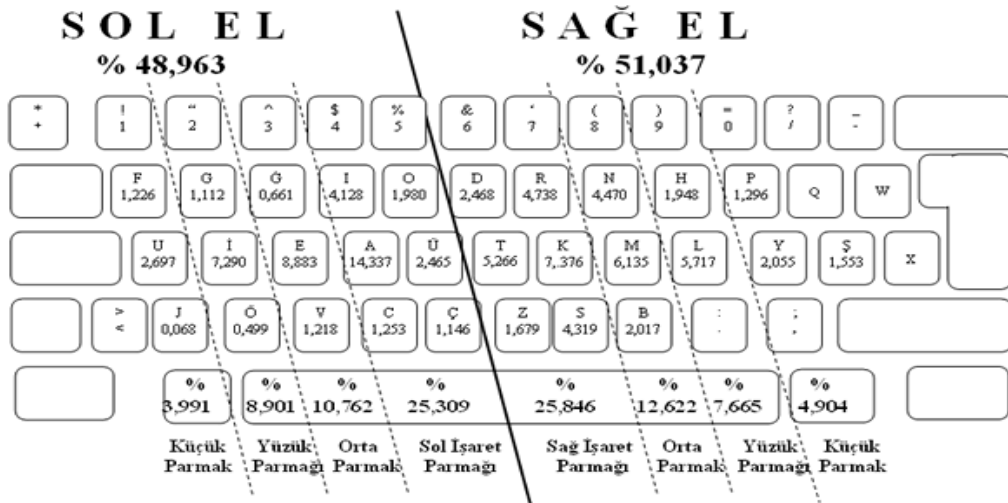 SOL EL SAĞ EL
% 48,963 % 51,037
* ! “ ^ $ % & ‘ ( ) = ? _
+ 1 2 3 4 5 6 7 8 9 0 / -
F G Ğ I O D R N H P Q W
1,226 1,112 0,661 4,128 1,980 2,468 4,738 4,470 1,948 1,296
U İ E A Ü T K M L Y Ş X
2,697 7,290 8,883 14,337 2,465 5,266 7,.376 6,135 5,717 2,055 1,553
> J Ö V C Ç Z S B : ;
< 0,068 0,499 1,218 1,253 1,146 1,679 4,319 2,017 . ,
% % % % % % % %
3,991 8,901 10,762 25,309 25,846 12,622 7,665 4,904
Küçük Yüzük Orta Sol İşaret Sağ İşaret Orta Yüzük Küçük
Parmak Parmağı Parmak Parmağı Parmağı Parmak Parmağı Parmak